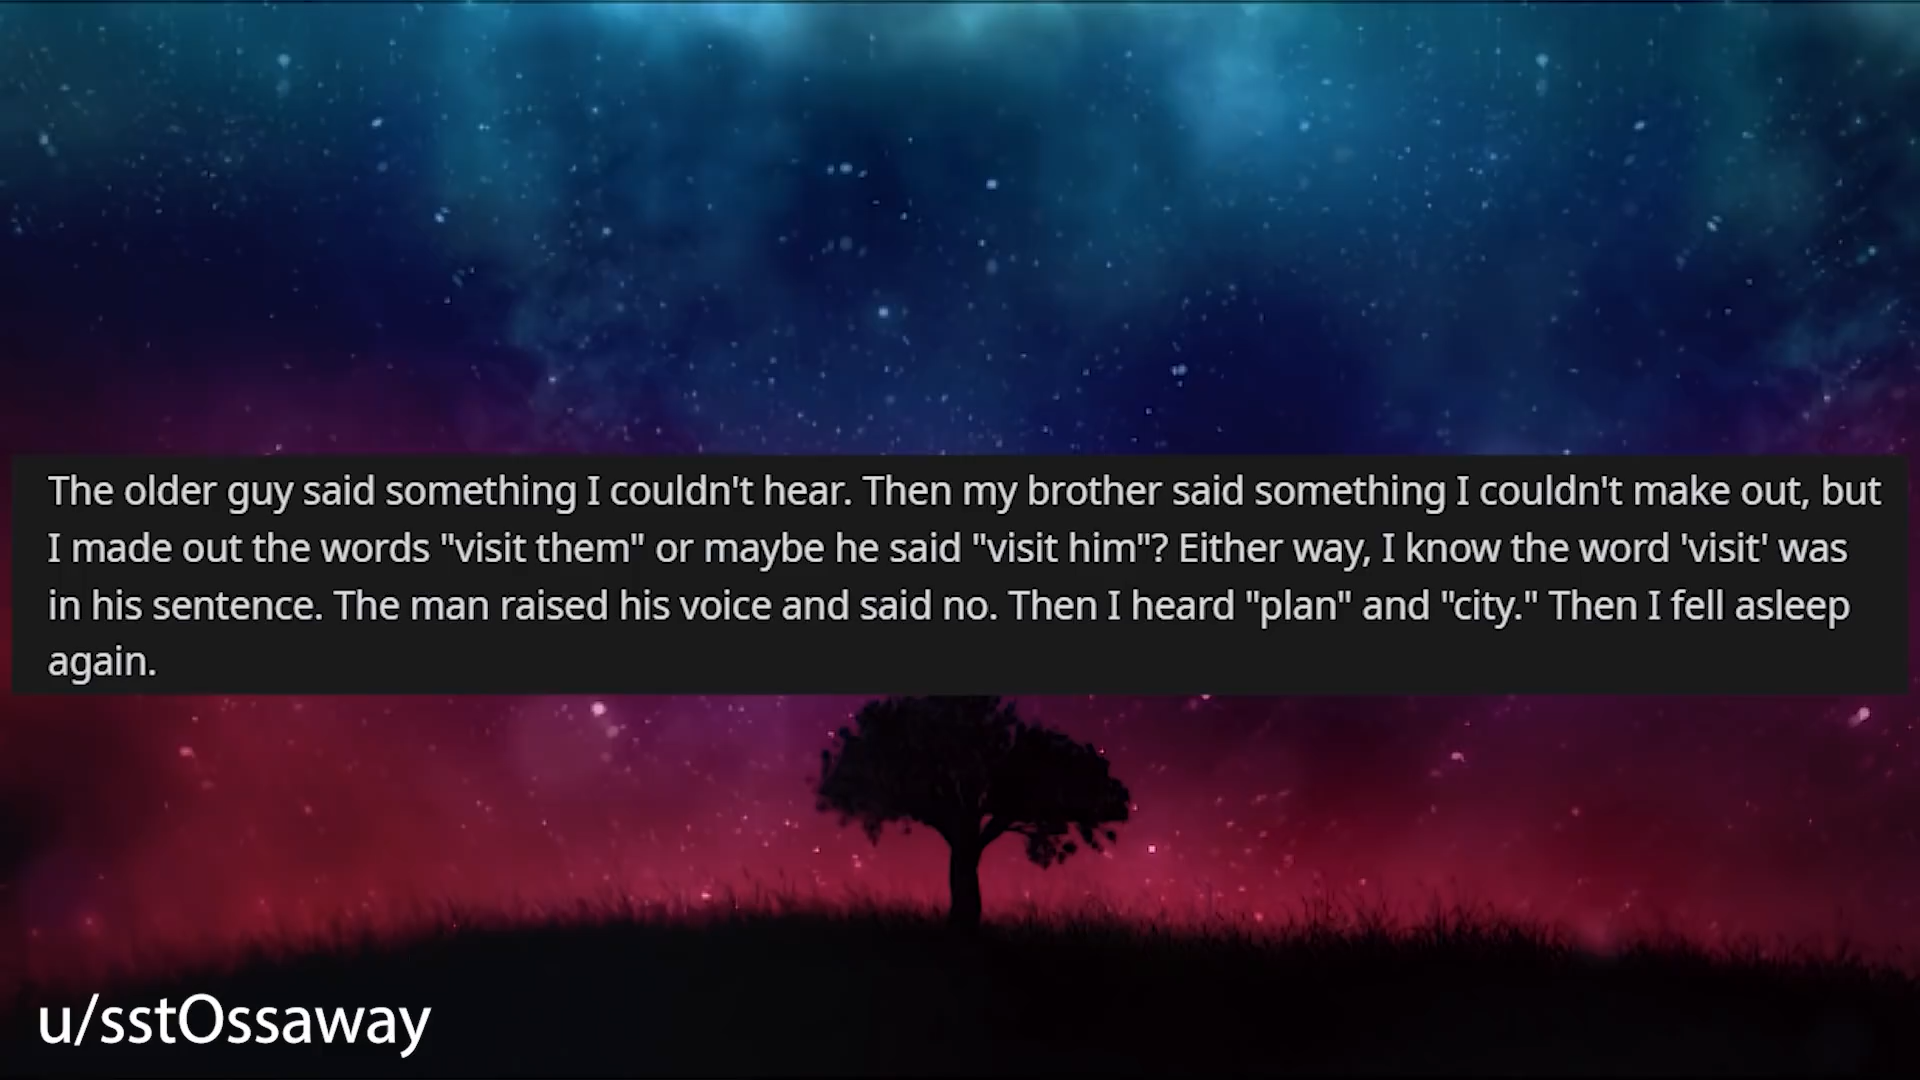 The older guy said something I couldn't hear. Then my brother said something I couldn't make out, but
I made out the words "visit them" or maybe he said "visit him"? Either way, I know the word 'visit' was
in his sentence. The man raised his voice and said no. Then I heard "plan" and "city." Then I fell asleep
again.
u/sstOssaway